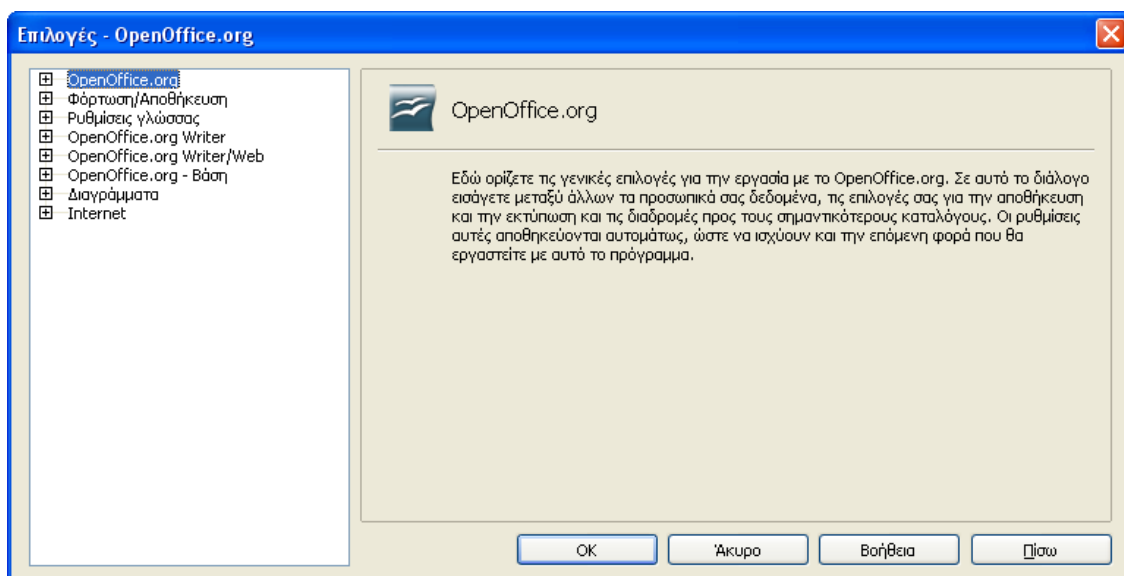 Επιλογές - OpenOffice.org
OpenOffice.org
Φόρτωση/Αποθήκευση
Ρυθμίσεις γλώσσας
OpenOffice.org Writer
OpenOffice.org Writer/Web
OpenOffice.org - Βάση
Διαγράμματα
Internet
OpenOffice.org
Εδώ ορίζετε τις γενικές επιλογές για την εργασία με το OpenOffice.org. Σε αυτό το διάλογο
εισάγετε μεταξύ άλλων τα προσωπικά σας δεδομένα, τις επιλογές σας για την αποθήκευση
και την εκτύπωση και τις διαδρομές προς τους σημαντικότερους καταλόγους. Οι ρυθμίσεις
αυτές αποθηκεύονται αυτομάτως, ώστε να ισχύουν και την επόμενη φορά που θα
εργαστείτε με αυτό το πρόγραμμα.
OK Άκυρο Βοήθεια Πίσω